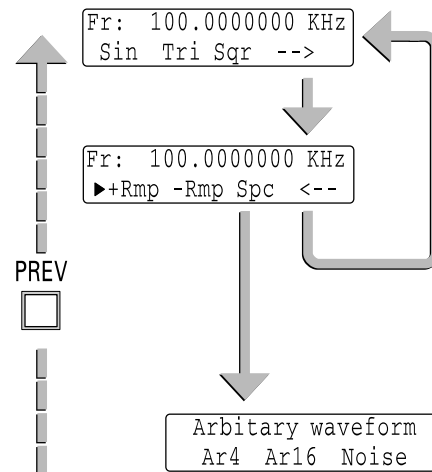 Fr: 100.0000000 KHz
Sin Tri Sqr -->
Fr: 100.0000000 KHz
▶+Rmp -Rmp Spc <--
PREV
Arbitary waveform
Ar4 Ar16 Noise